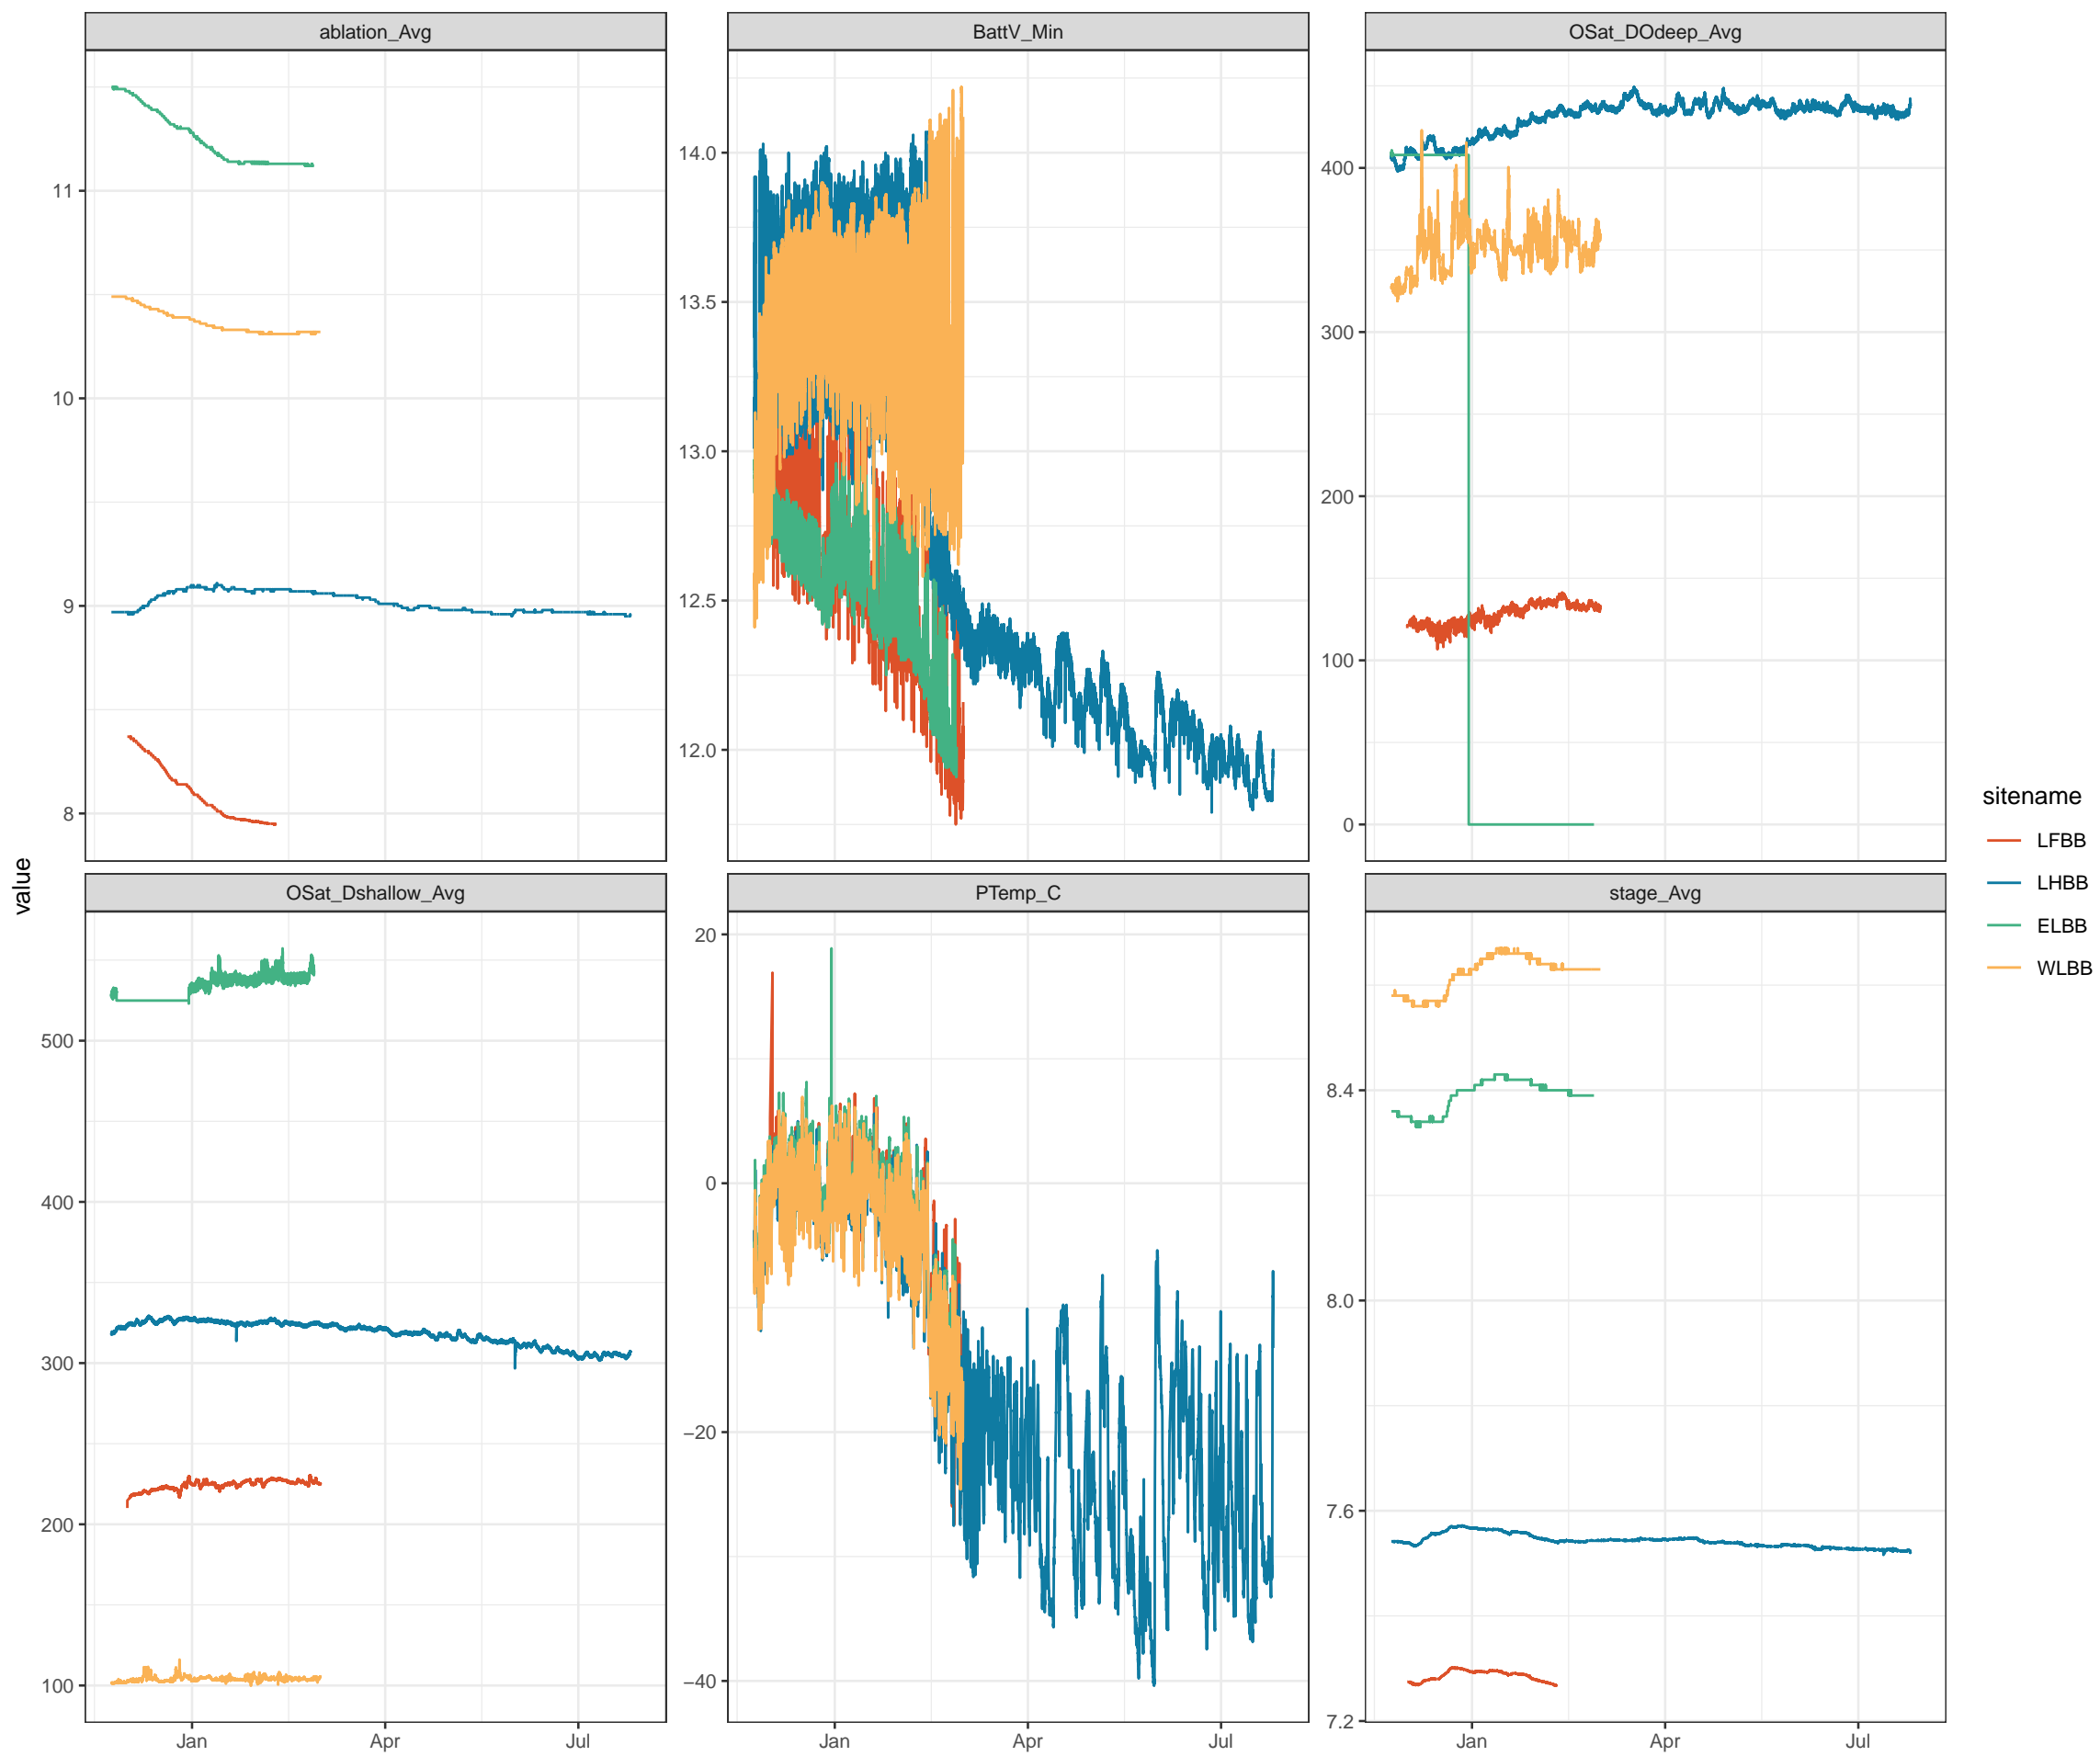 ablation_Avg
BattV_Min
OSat_DOdeep_Avg
11
10
9
8
14.0
13.5
13.0
12.5
12.0
400
300
200
100
0
value
OSat_Dshallow_Avg
PTemp_C
stage_Avg
500
400
300
200
100
20
0
−20
−40
8.4
8.0
7.6
7.2
Jan Apr Jul
Jan Apr Jul
Jan Apr Jul
sitename
LFBB
LHBB
ELBB
WLBB